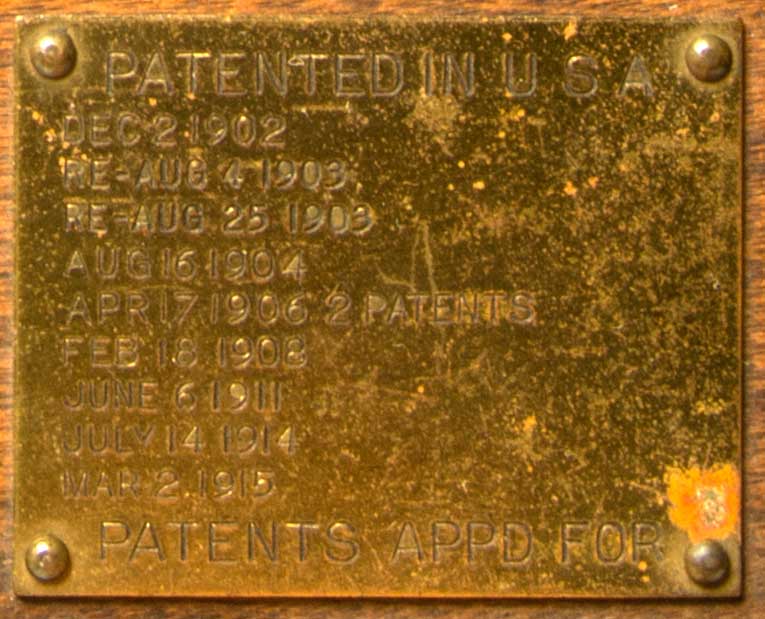 PATENTED IN U S A
DEC 2 1902
RE-AUG 4 1903
RE-AUG 25 1903
AUG 16 1904
APR 17 1906 2 PATENTS
FEB 18 1908
JUNE 6 1911
JULY 14 1914
MAR 2 1915
PATENTS APPD FOR